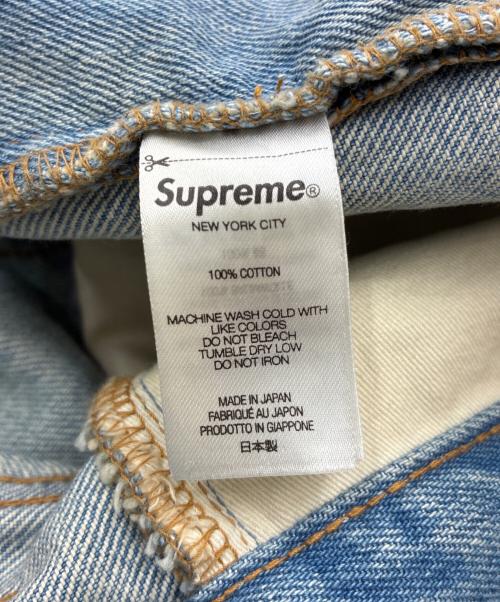 Supreme®
NEW YORK CITY
100% COTTON
MACHINE WASH COLD WITH
LIKE COLORS
DO NOT BLEACH
TUMBLE DRY LOW
DO NOT IRON
MADE IN JAPAN
FABRIQUÉ AU JAPON
PRODOTTO IN GIAPPONE
日本製